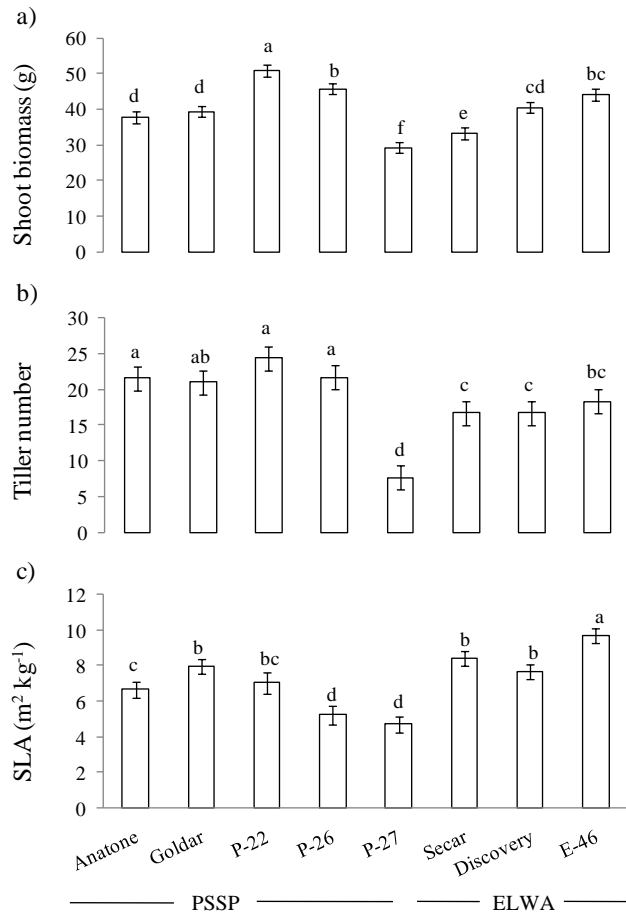 a)
Shoot biomass (g)
60
50
40
30
20
10
0
d
d
a
b
f
e
cd
bc
b)
Tiller number
30
25
20
15
10
5
0
a
ab
a
a
d
c
c
bc
c)
SLA (m² kg⁻¹)
12
10
8
6
4
2
0
c
b
bc
d
d
b
b
a
Anatone
Goldar
P-22
P-26
P-27
Secar
Discovery
E-46
PSSP
ELWA